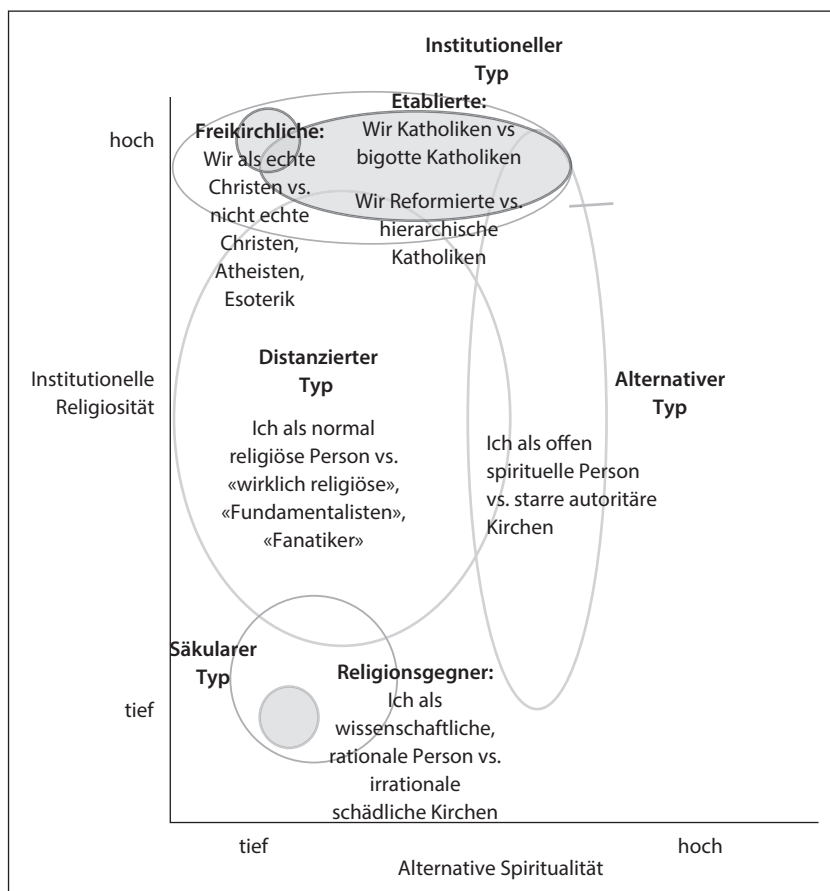 Institutioneller
Typ
Etablierte:
Wir Katholiken vs
bigotte Katholiken
Wir Reformierte vs.
hierarchische
Katholiken
hoch
Freikirchliche:
Wir als echte
Christen vs.
nicht echte
Christen,
Atheisten,
Esoterik
Institutionelle
Religiosität
Distanzierter
Typ
Ich als normal
religiöse Person vs.
«wirklich religiöse»,
«Fundamentalisten»,
«Fanatiker»
Alternativer
Typ
Ich als offen
spirituelle Person
vs. starre autoritäre
Kirchen
Säkularer
Typ
tief
Religionsgegner:
Ich als
wissenschaftliche,
rationale Person vs.
irrationale
schädliche Kirchen
tief
hoch
Alternative Spiritualität